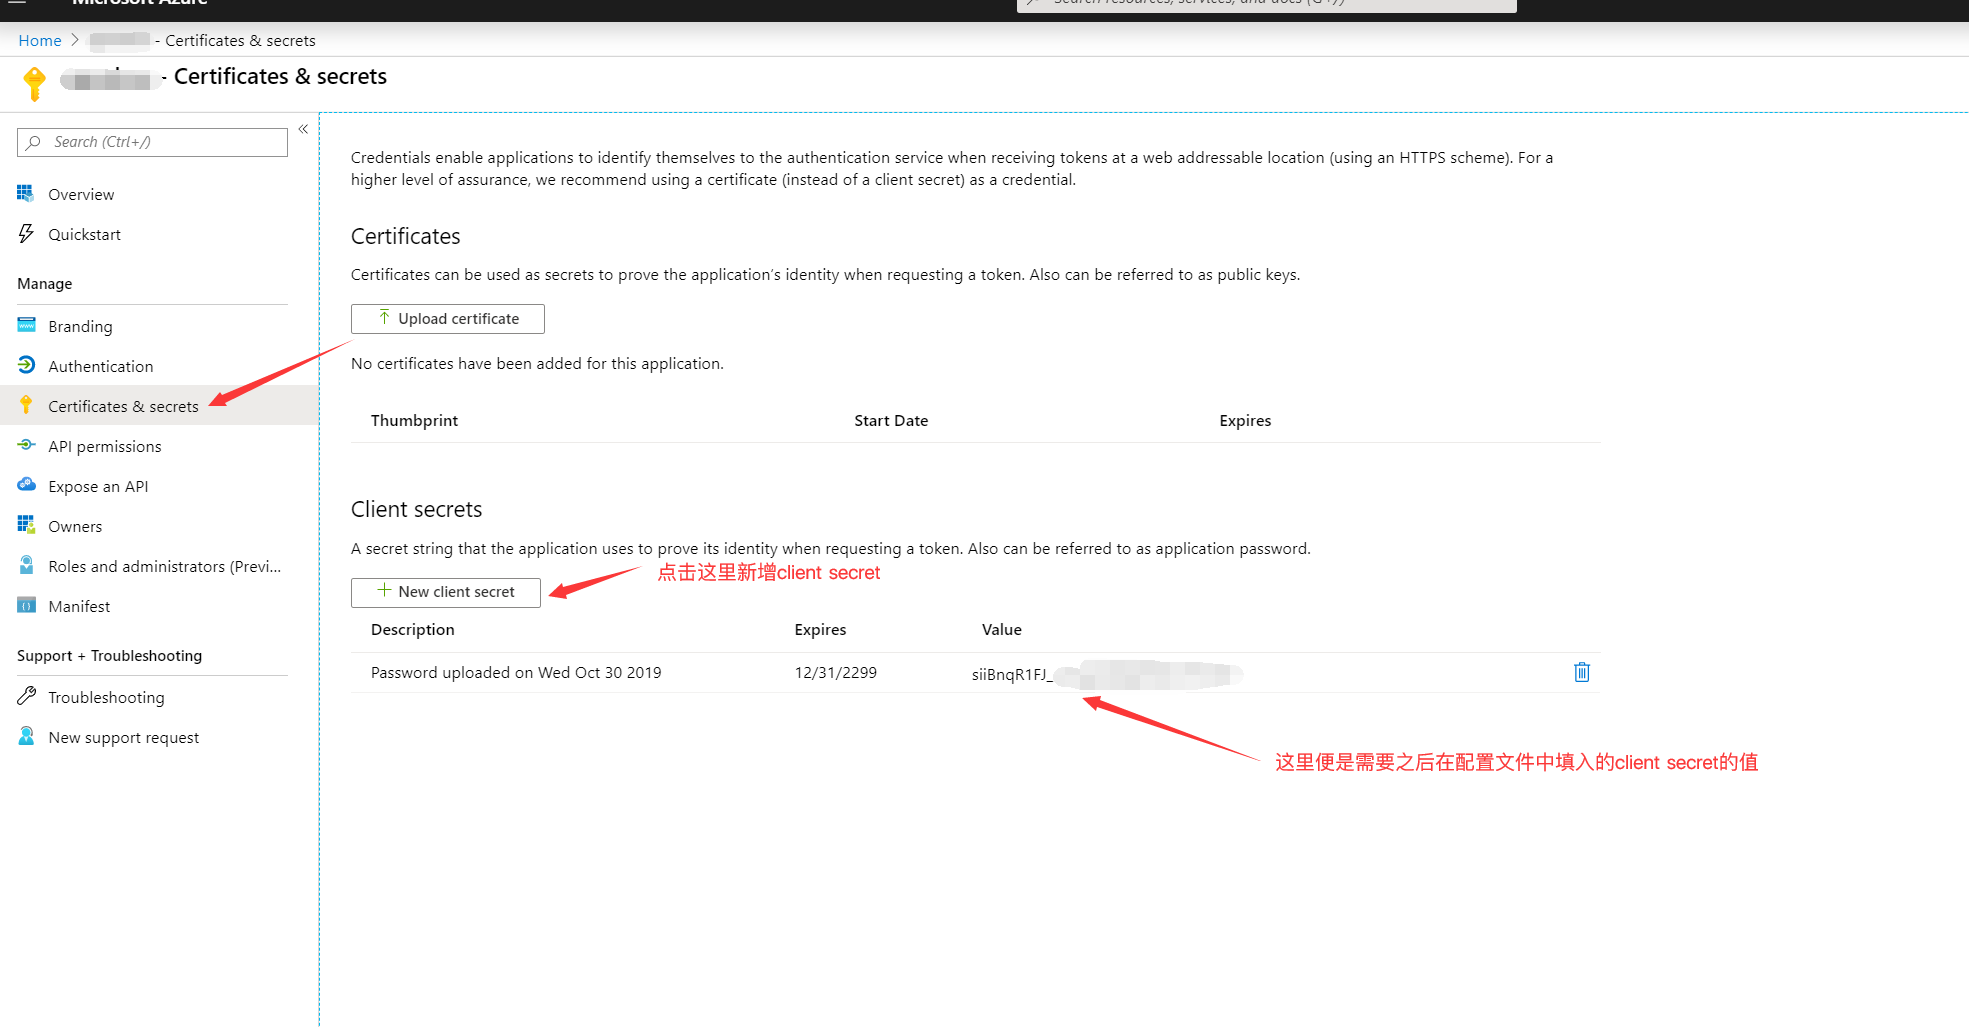 Microsoft Azure
Search resources, services, and docs (G+/)
Home > - Certificates & secrets
- Certificates & secrets
Search (Ctrl+/)
«
Overview
Quickstart
Manage
Branding
Authentication
Certificates & secrets
API permissions
Expose an API
Owners
Roles and administrators (Previ...
Manifest
Support + Troubleshooting
Troubleshooting
New support request
Credentials enable applications to identify themselves to the authentication service when receiving tokens at a web addressable location (using an HTTPS scheme). For a
higher level of assurance, we recommend using a certificate (instead of a client secret) as a credential.
Certificates
Certificates can be used as secrets to prove the application's identity when requesting a token. Also can be referred to as public keys.
Upload certificate
No certificates have been added for this application.
Thumbprint Start Date Expires
Client secrets
A secret string that the application uses to prove its identity when requesting a token. Also can be referred to as application password.
点击这里新增client secret
New client secret
Description Expires Value
Password uploaded on Wed Oct 30 2019 12/31/2299 siiBnqR1FJ_
这里便是需要之后在配置文件中填入的client secret的值